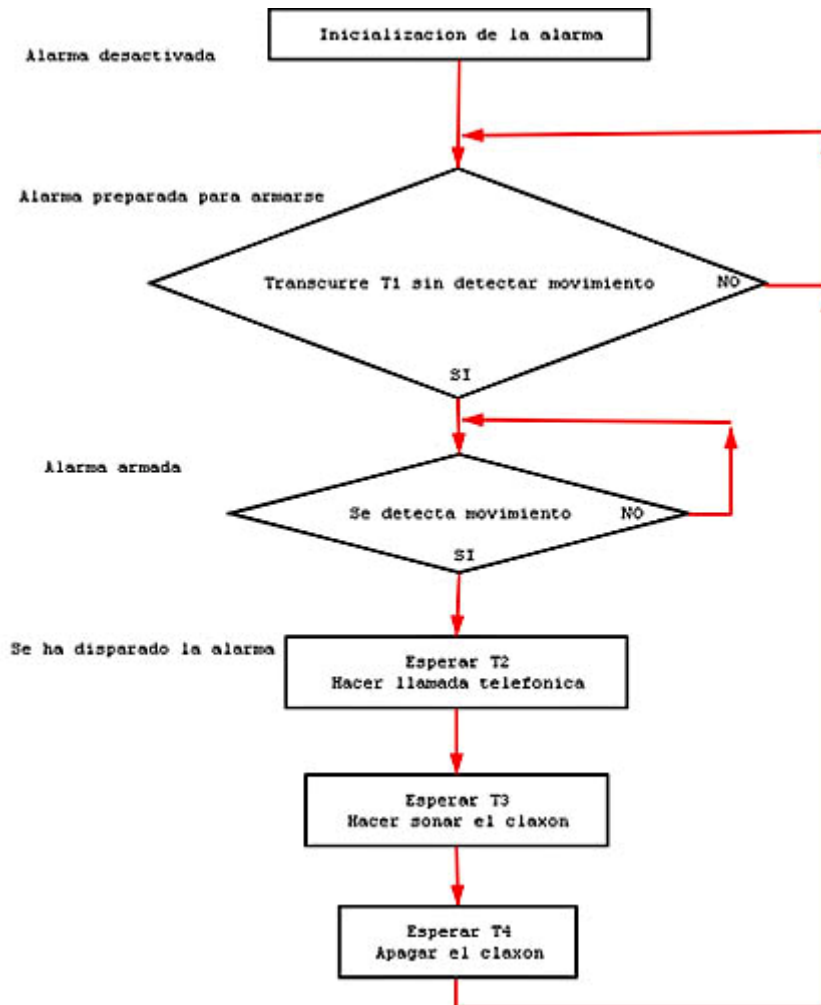 Inicializacion de la alarma
Alarma desactivada
Alarma preparada para armarse
Transcurre T1 sin detectar movimiento
NO
SI
Alarma armada
Se detecta movimiento
NO
SI
Se ha disparado la alarma
Esperar T2
Hacer llamada telefonica
Esperar T3
Hacer sonar el claxon
Esperar T4
Apagar el claxon